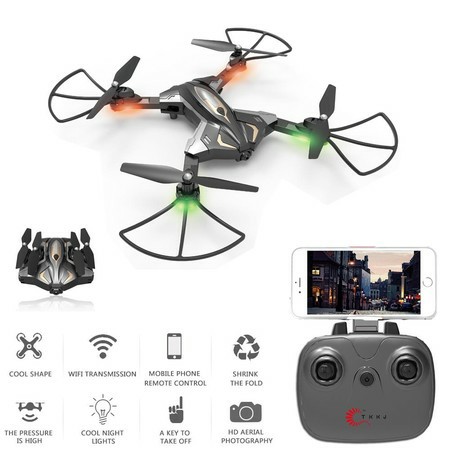 COOL SHAPE
WIFI TRANSMISSION
MOBILE PHONE
REMOTE CONTROL
SHRINK
THE FOLD
THE PRESSURE
IS HIGH
COOL NIGHT
LIGHTS
A KEY TO
TAKE OFF
HD AERIAL
PHOTOGRAPHY
TKKJ